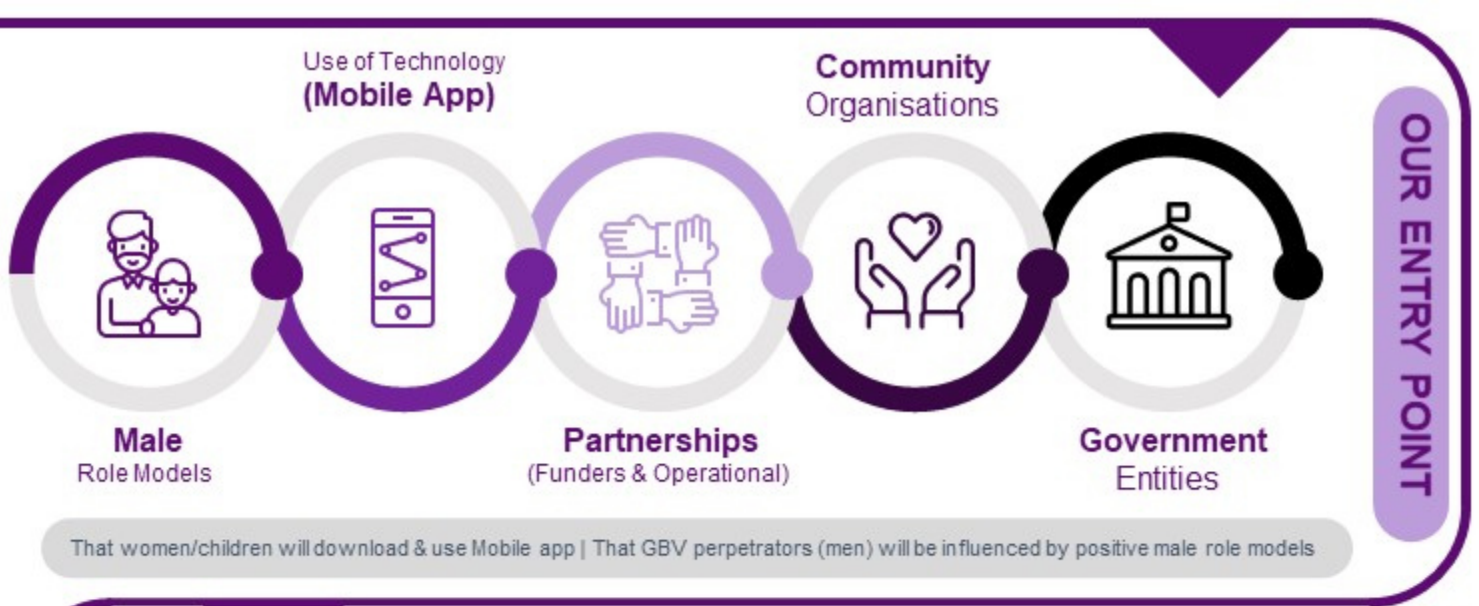 Use of Technology
(Mobile App)
Community
Organisations
Male
Role Models
Partnerships
(Funders & Operational)
Government
Entities
OUR ENTRY POINT
That women/children will download & use Mobile app | That GBV perpetrators (men) will be influenced by positive male role models